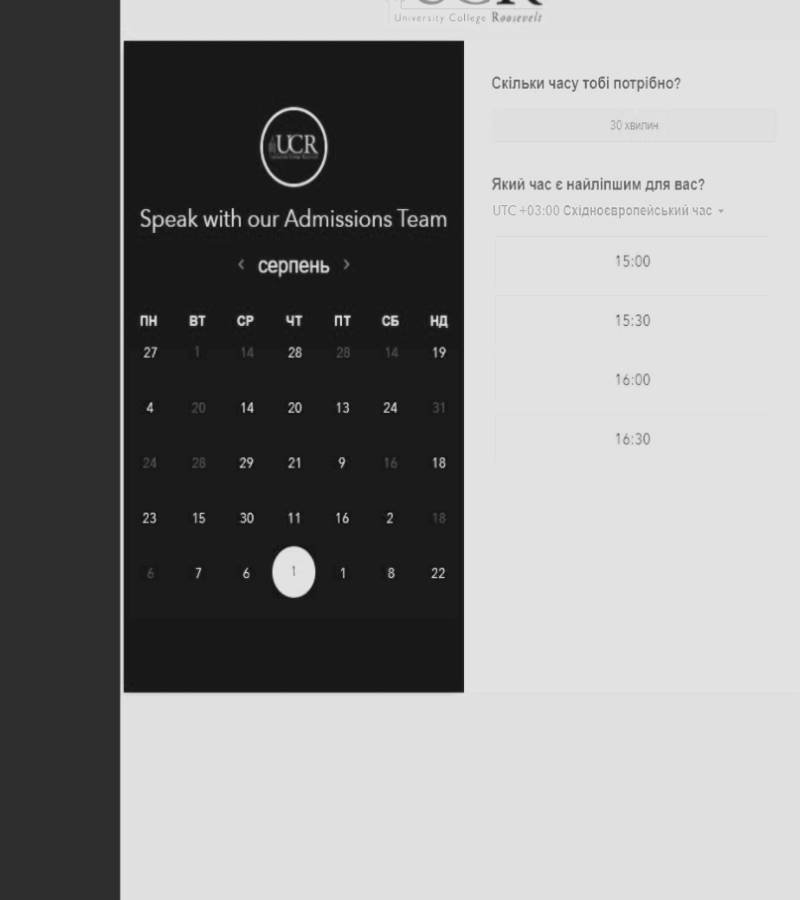 UCR
University College Roosevelt
UCR
Speak with our Admissions Team
‹ серпень ›
ПН ВТ СР ЧТ ПТ СБ НД
27 1 14 28 28 14 19
4 20 14 20 13 24 31
24 28 29 21 9 16 18
23 15 30 11 16 2 18
6 7 6 1 1 8 22
Скільки часу тобі потрібно?
30 хвилин
Який час є найліпшим для вас?
UTC +03:00 Східноєвропейський час
15:00
15:30
16:00
16:30